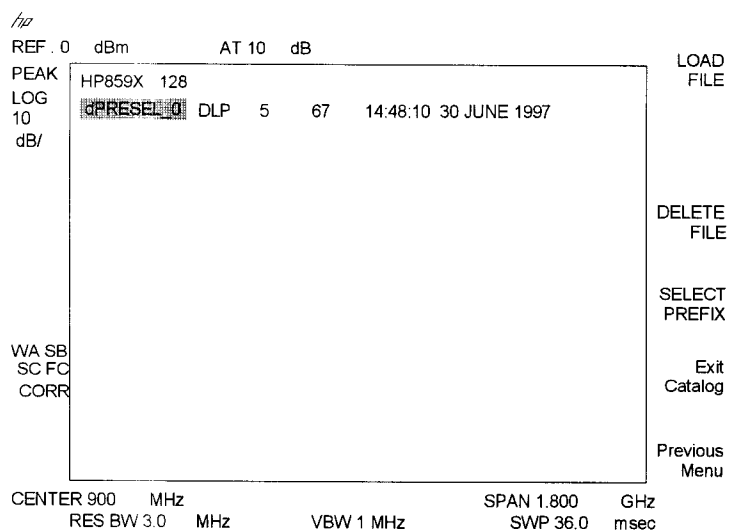 hp
REF . 0 dBm AT 10 dB
PEAK
LOG
10
dB/
HP859X 128
dPRESEL_0 DLP 5 67 14:48:10 30 JUNE 1997
WA SB
SC FC
CORR
LOAD
FILE
DELETE
FILE
SELECT
PREFIX
Exit
Catalog
Previous
Menu
CENTER 900 MHz SPAN 1.800 GHz
RES BW 3.0 MHz VBW 1 MHz SWP 36.0 msec